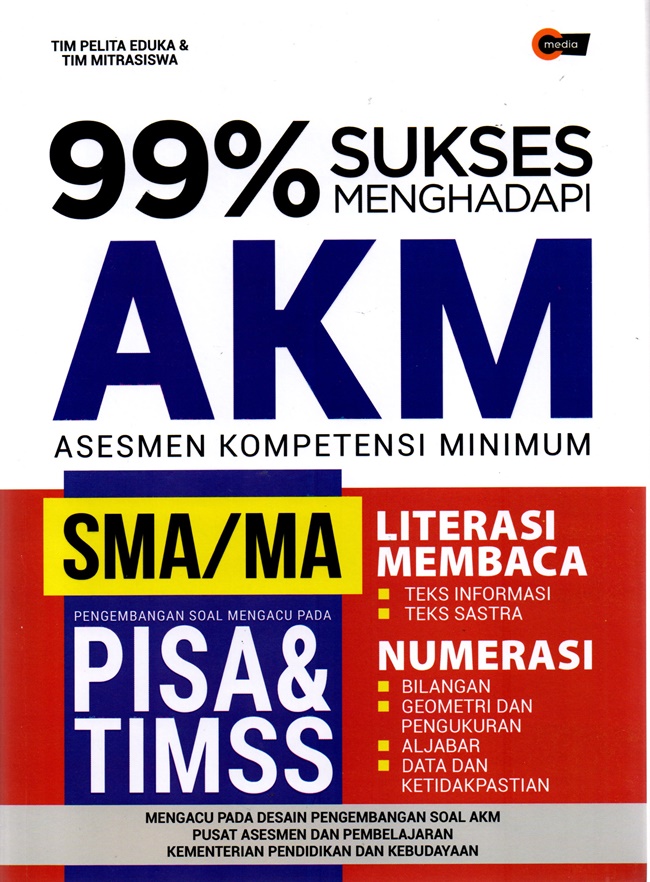 TIM PELITA EDUKA &
TIM MITRASISWA
C media
99% SUKSES
MENGHADAPI
AKM
ASESMEN KOMPETENSI MINIMUM
SMA/MA
PENGEMBANGAN SOAL MENGACU PADA
PISA&
TIMSS
LITERASI
MEMBACA
TEKS INFORMASI
TEKS SASTRA
NUMERASI
BILANGAN
GEOMETRI DAN
PENGUKURAN
ALJABAR
DATA DAN
KETIDAKPASTIAN
MENGACU PADA DESAIN PENGEMBANGAN SOAL AKM
PUSAT ASESMEN DAN PEMBELAJARAN
KEMENTERIAN PENDIDIKAN DAN KEBUDAYAAN